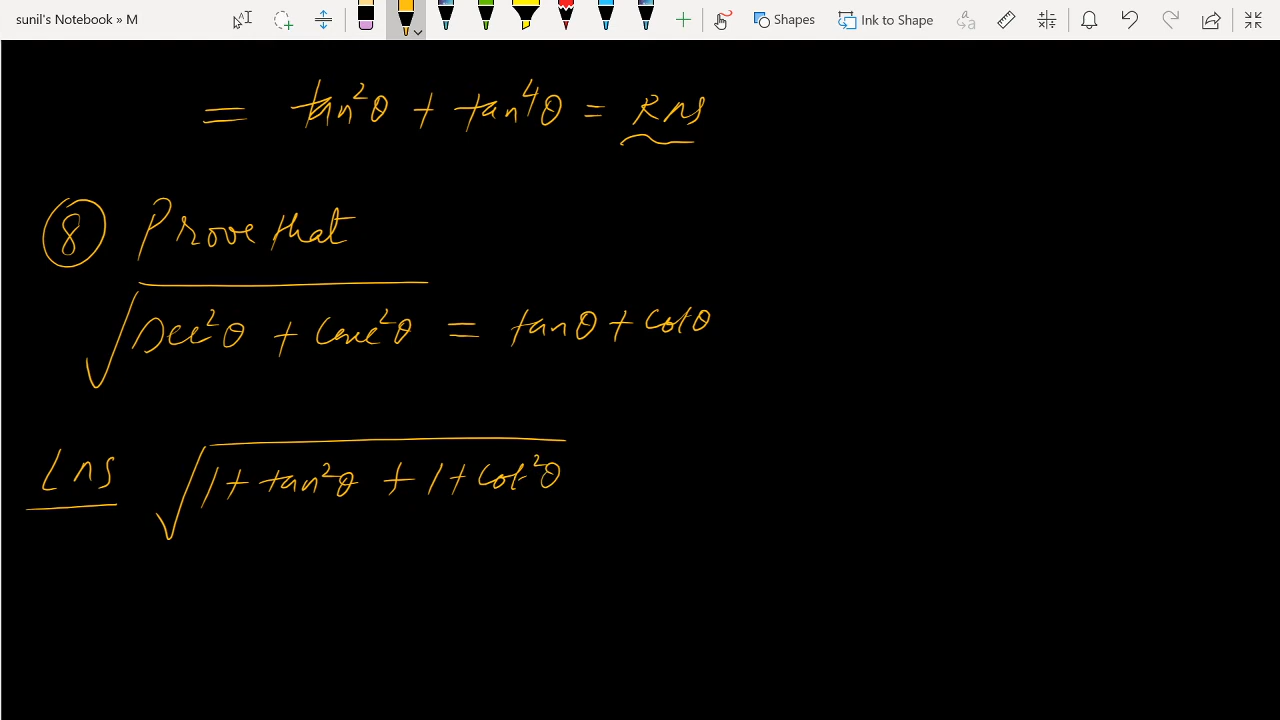 sunil's Notebook » M
Shapes
Ink to Shape
= tan²θ + tan⁴θ = RHS
⑧ Prove that
√(sec²θ + cosec²θ) = tanθ + cotθ
LHS √(1 + tan²θ + 1 + cot²θ)